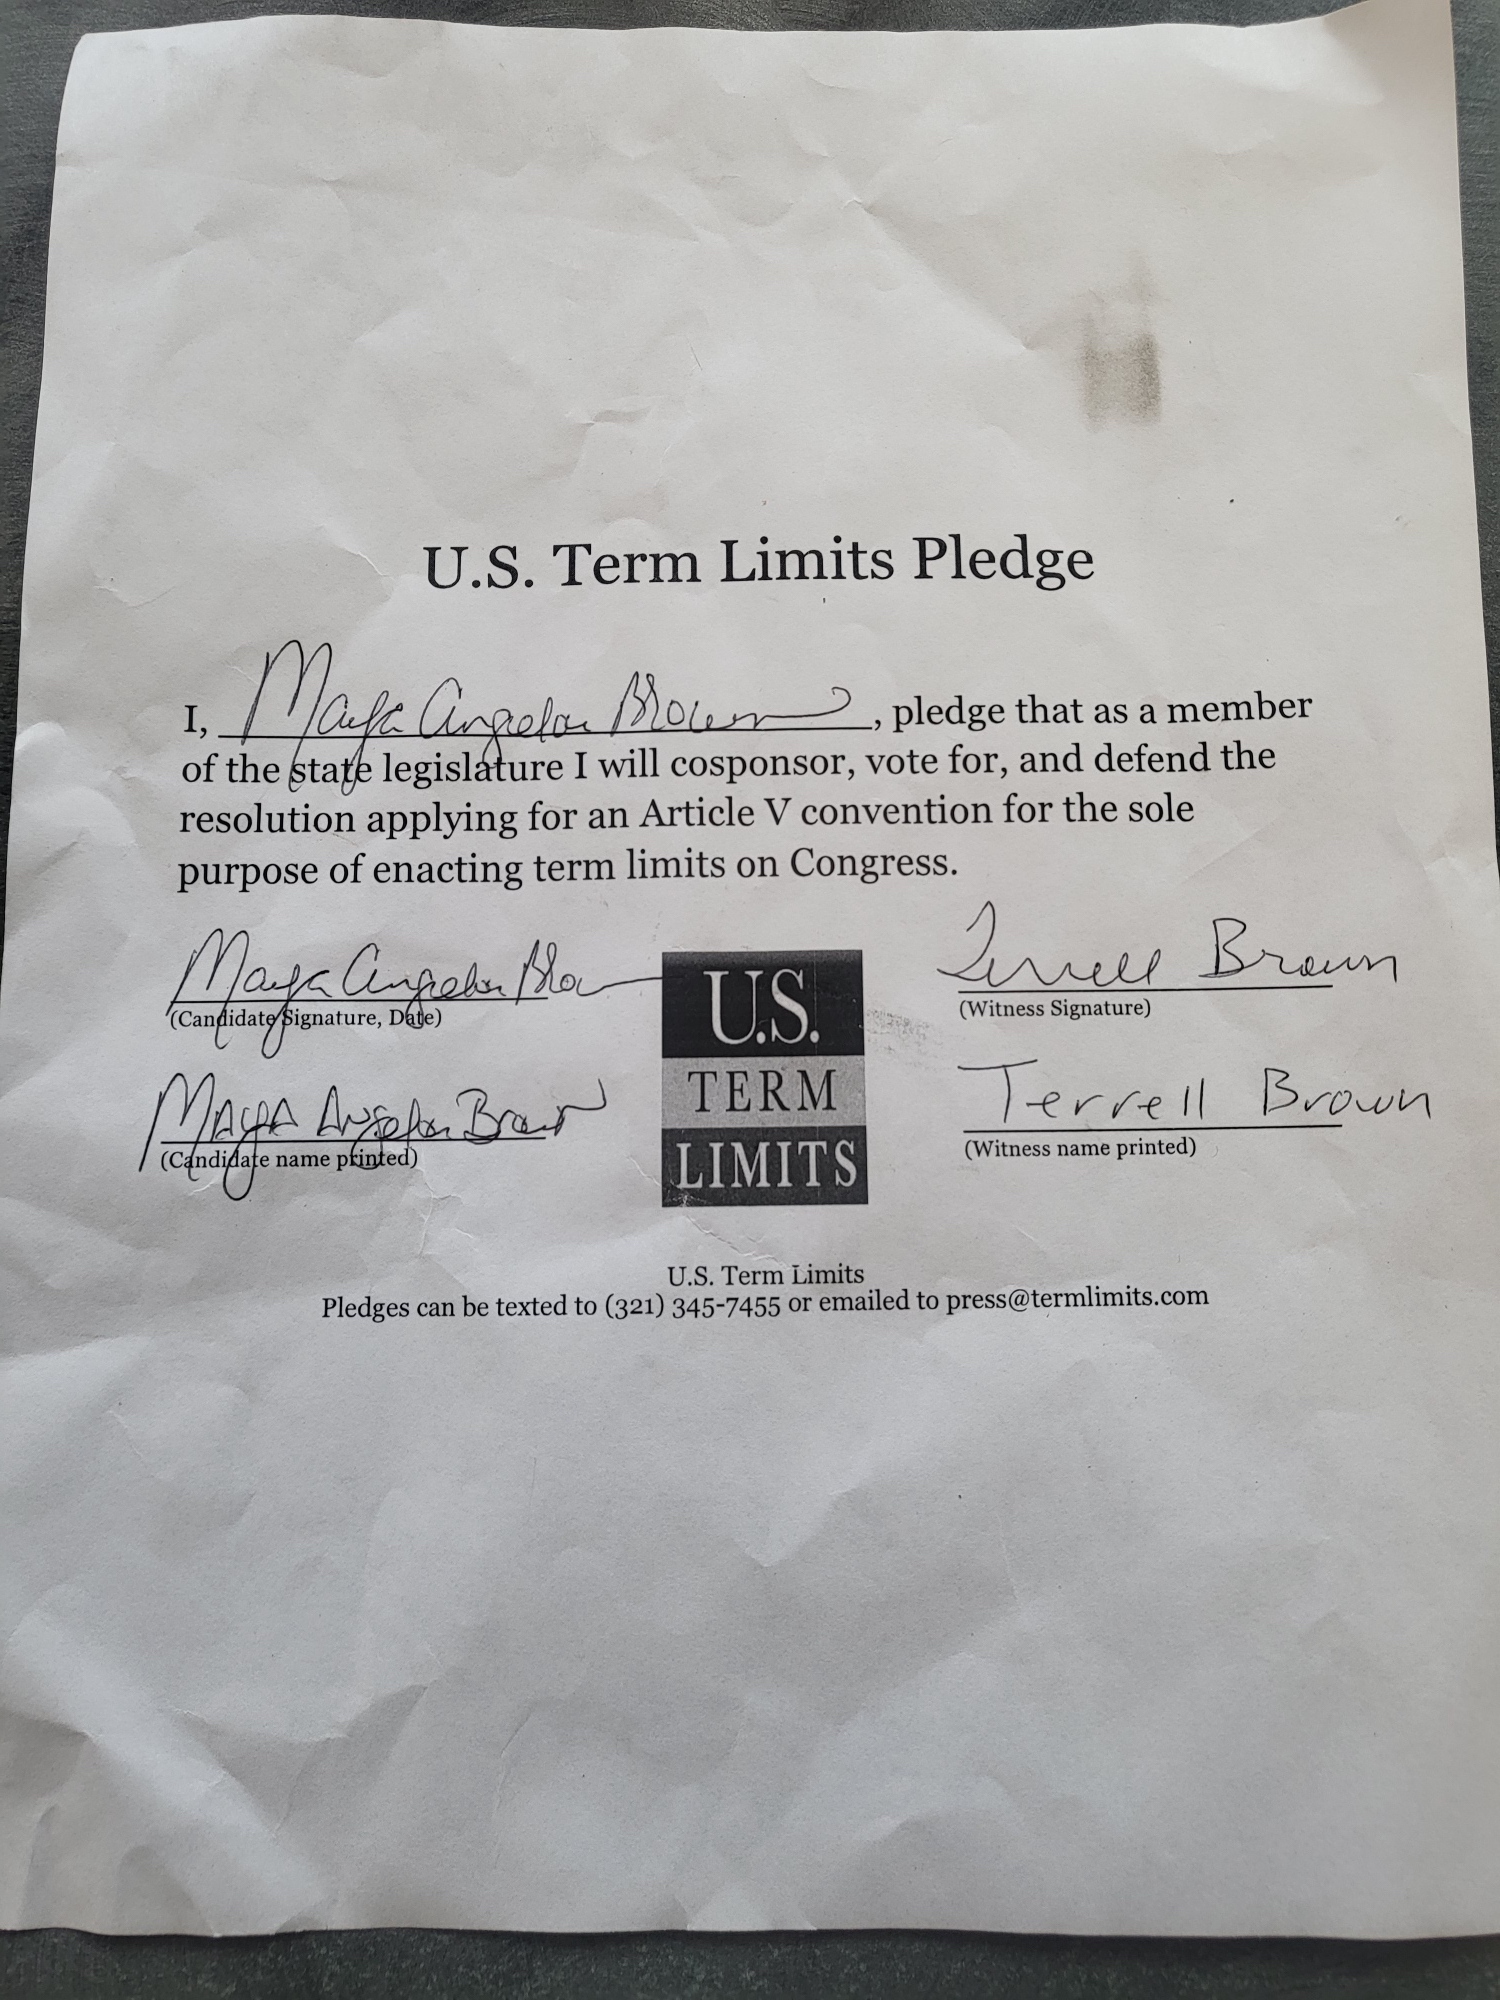 U.S. Term Limits Pledge
I, Maya Angelou Brown, pledge that as a member
of the state legislature I will cosponsor, vote for, and defend the
resolution applying for an Article V convention for the sole
purpose of enacting term limits on Congress.
Maya Angelou Brown
(Candidate Signature, Date)
Maya Angelou Brown
(Candidate name printed)
U.S.
TERM
LIMITS
Terrell Brown
(Witness Signature)
Terrell Brown
(Witness name printed)
U.S. Term Limits
Pledges can be texted to (321) 345-7455 or emailed to press@termlimits.com